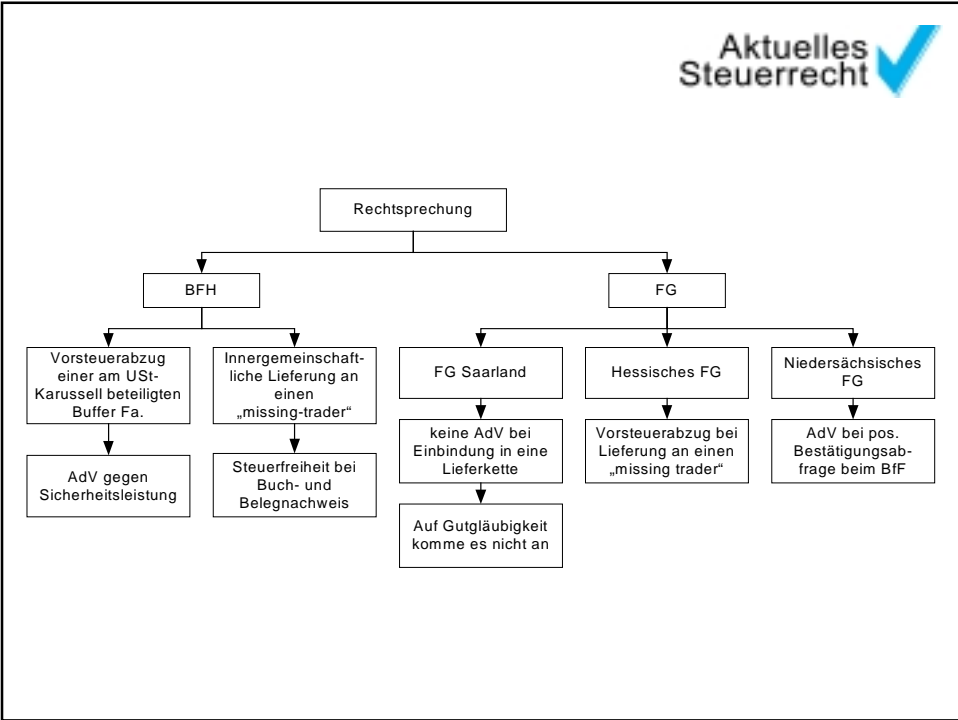 Aktuelles
Steuerrecht
Rechtsprechung
BFH
FG
Vorsteuerabzug
einer am USt-
Karussell beteiligten
Buffer Fa.
Innergemeinschaft-
liche Lieferung an
einen
„missing-trader“
FG Saarland
Hessisches FG
Niedersächsisches
FG
AdV gegen
Sicherheitsleistung
Steuerfreiheit bei
Buch- und
Belegnachweis
keine AdV bei
Einbindung in eine
Lieferkette
Vorsteuerabzug bei
Lieferung an einen
„missing trader“
AdV bei pos.
Bestätigungsab-
frage beim BfF
Auf Gutgläubigkeit
komme es nicht an